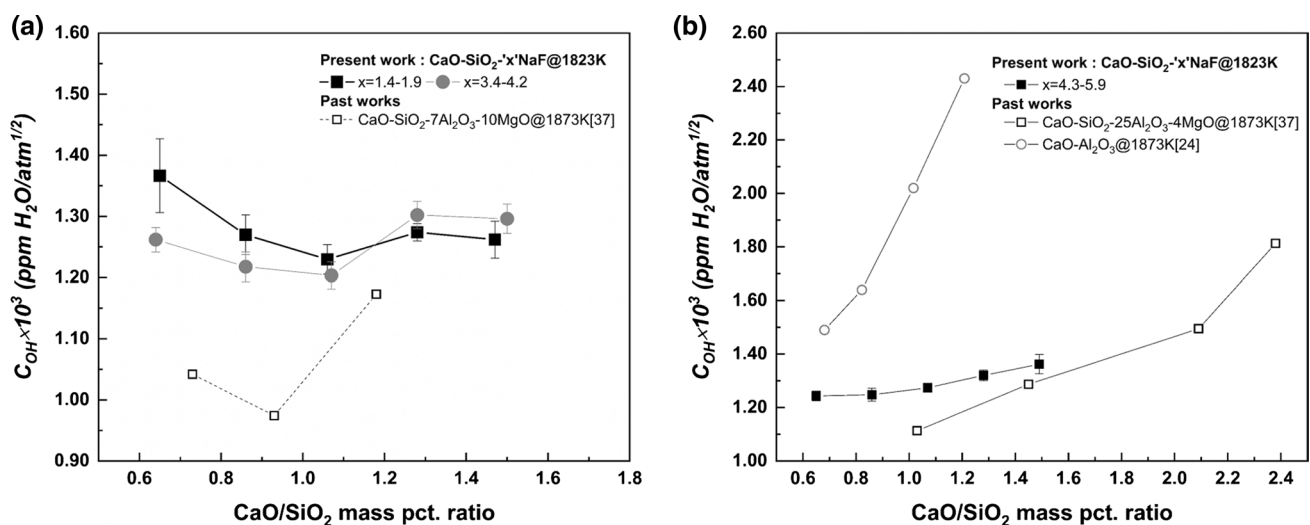 (a)
1.60
1.50
1.40
1.30
1.20
1.10
1.00
0.90
C_OH×10³ (ppm H₂O/atm^1/2)
Present work : CaO-SiO₂-'x'NaF@1823K
x=1.4-1.9 x=3.4-4.2
Past works
CaO-SiO₂-7Al₂O₃-10MgO@1873K[37]
0.6 0.8 1.0 1.2 1.4 1.6 1.8
CaO/SiO₂ mass pct. ratio
(b)
2.60
2.40
2.20
2.00
1.80
1.60
1.40
1.20
1.00
C_OH×10³ (ppm H₂O/atm^1/2)
Present work : CaO-SiO₂-'x'NaF@1823K
x=4.3-5.9
Past works
CaO-SiO₂-25Al₂O₃-4MgO@1873K[37]
CaO-Al₂O₃@1873K[24]
0.6 0.8 1.0 1.2 1.4 1.6 1.8 2.0 2.2 2.4
CaO/SiO₂ mass pct. ratio